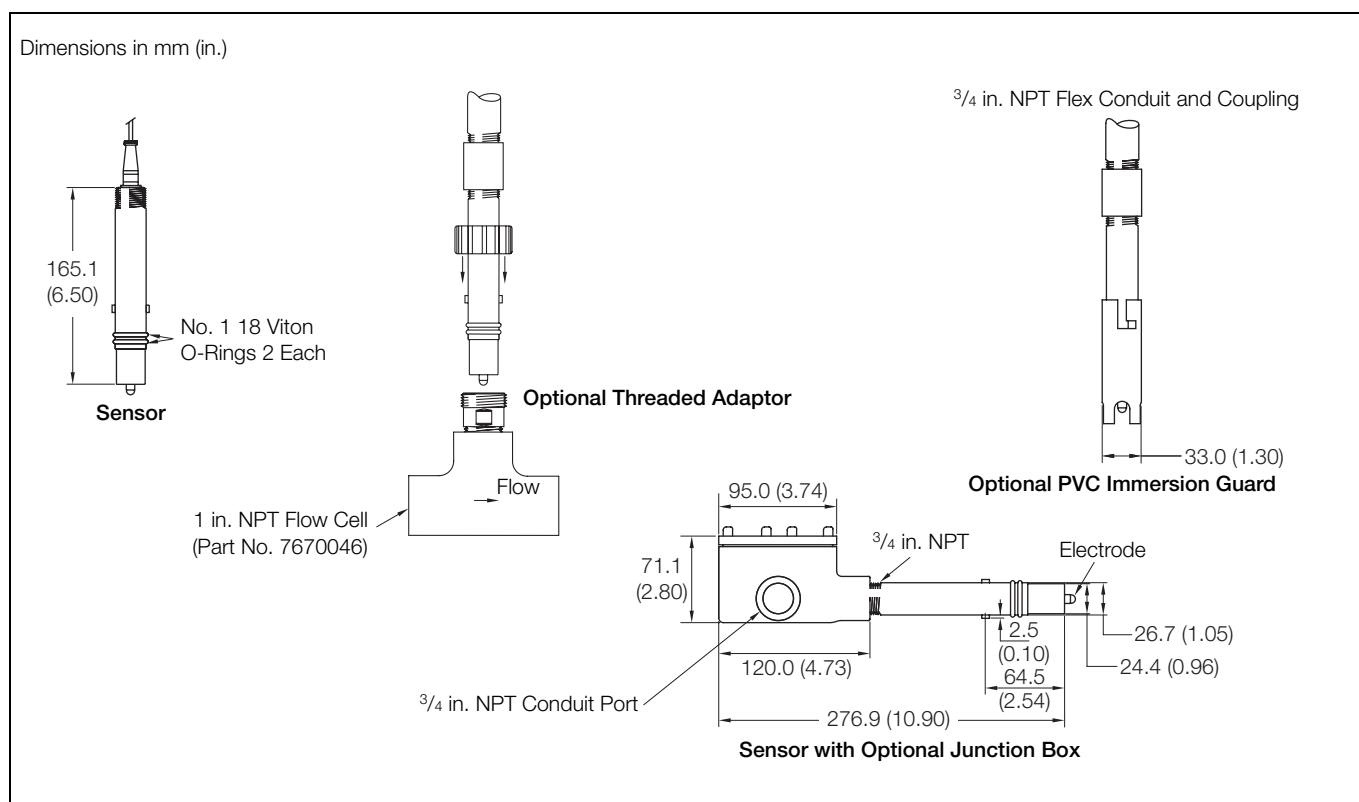 Dimensions in mm (in.)
3/4 in. NPT Flex Conduit and Coupling
165.1
(6.50)
No. 1 18 Viton
O-Rings 2 Each
Sensor
Optional Threaded Adaptor
Flow
1 in. NPT Flow Cell
(Part No. 7670046)
33.0 (1.30)
Optional PVC Immersion Guard
95.0 (3.74)
3/4 in. NPT
Electrode
71.1
(2.80)
2.5
(0.10)
26.7 (1.05)
24.4 (0.96)
120.0 (4.73)
64.5
(2.54)
3/4 in. NPT Conduit Port
276.9 (10.90)
Sensor with Optional Junction Box